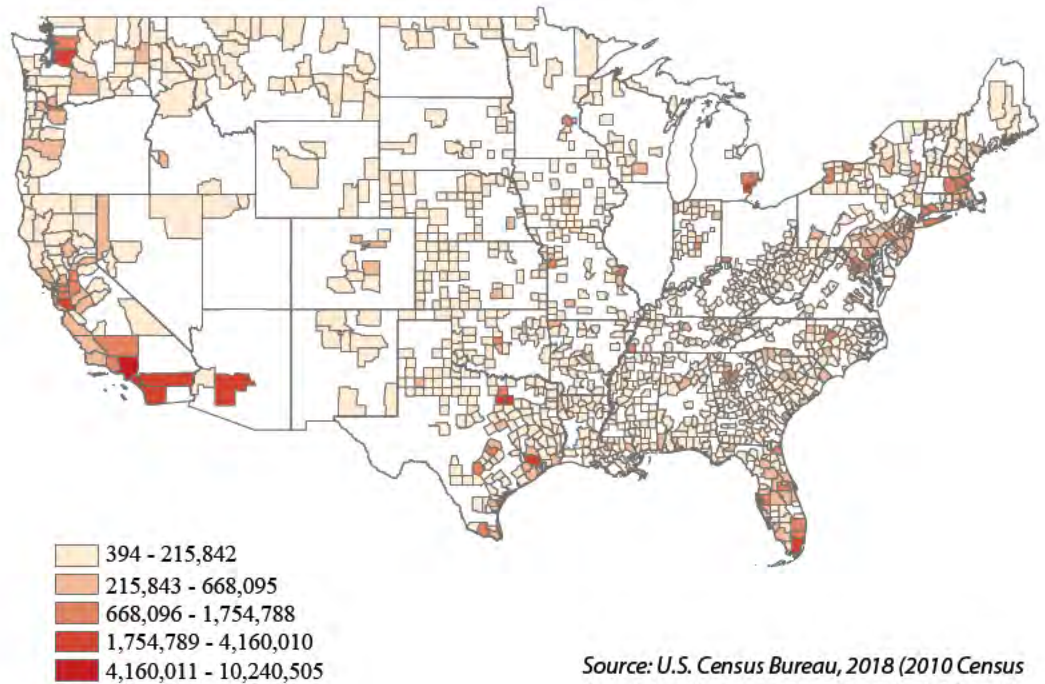 394 - 215,842
215,843 - 668,095
668,096 - 1,754,788
1,754,789 - 4,160,010
4,160,011 - 10,240,505
Source: U.S. Census Bureau, 2018 (2010 Census